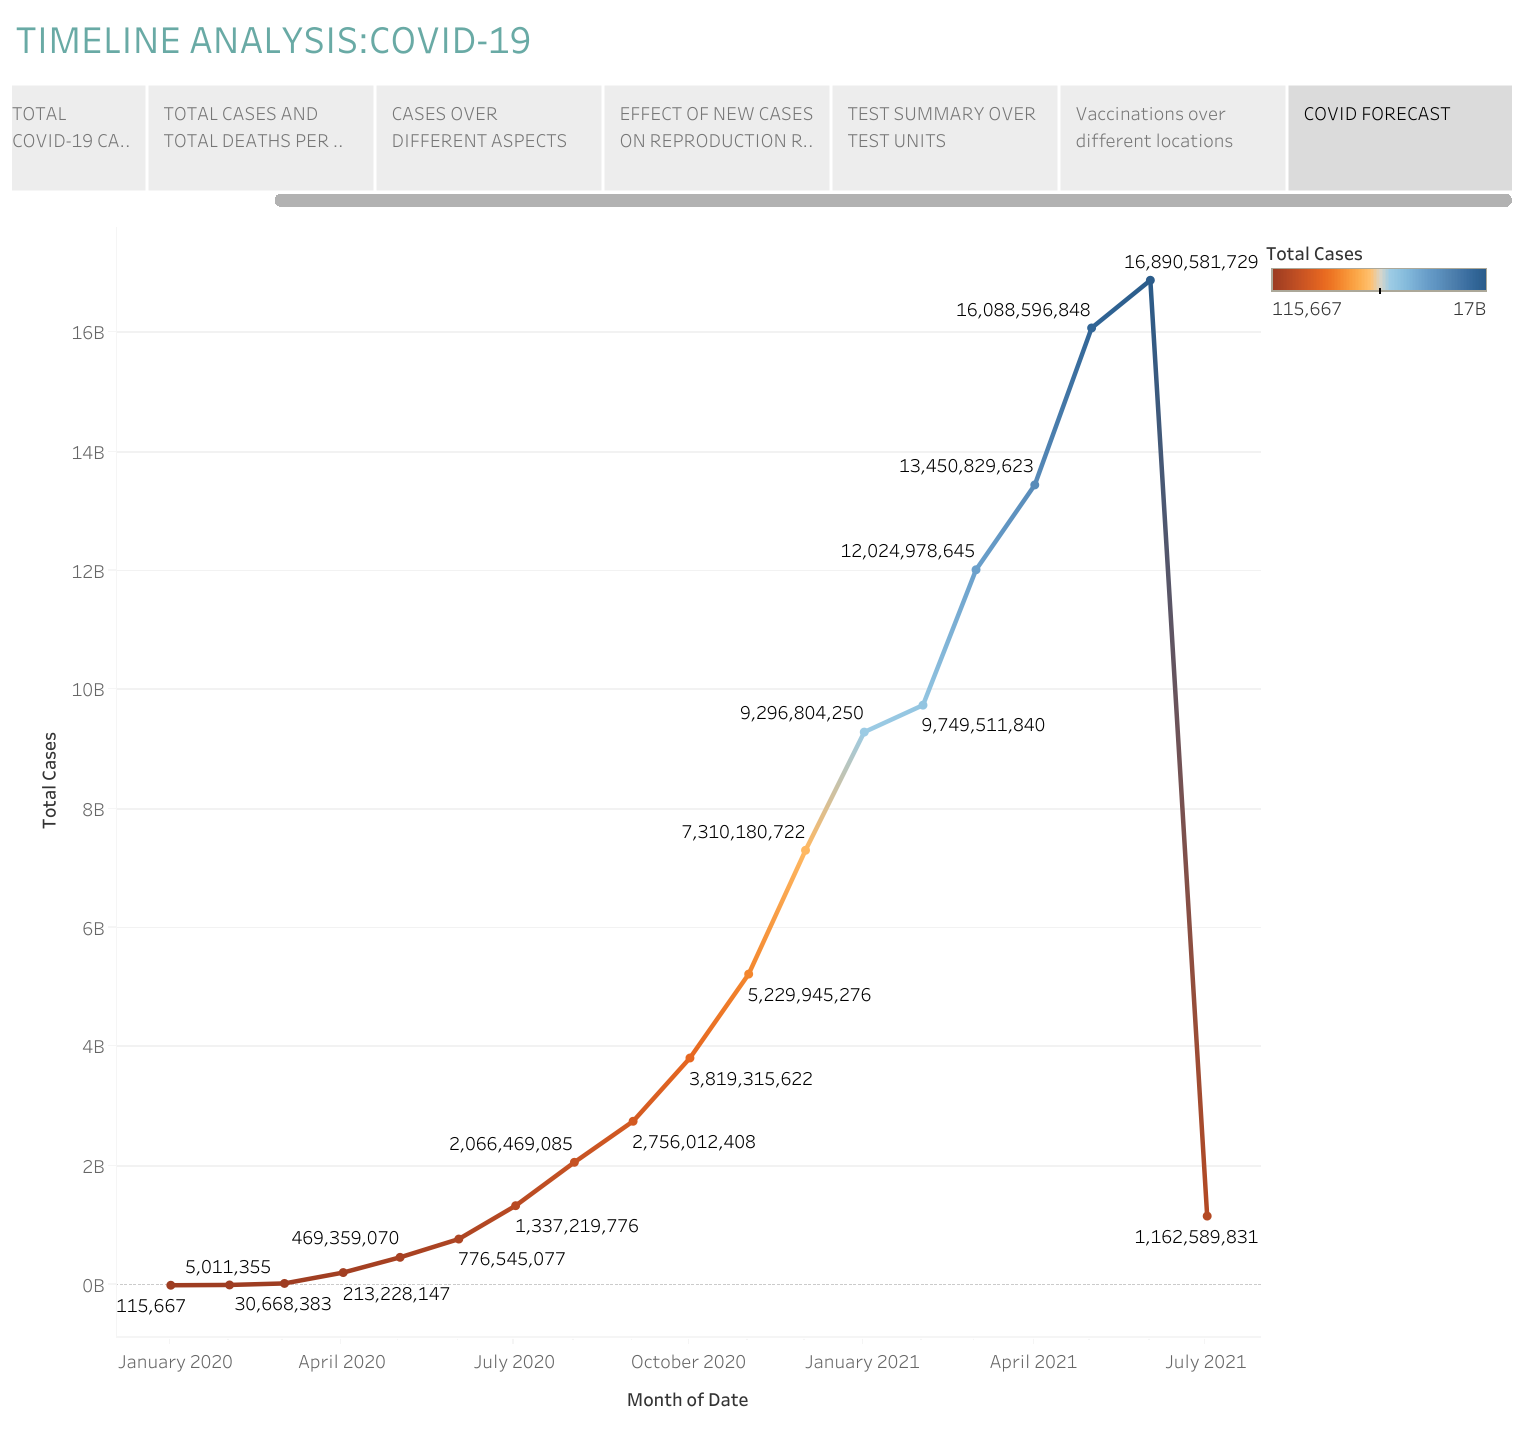 TIMELINE ANALYSIS:COVID-19
TOTAL
COVID-19 CA..
TOTAL CASES AND
TOTAL DEATHS PER ..
CASES OVER
DIFFERENT ASPECTS
EFFECT OF NEW CASES
ON REPRODUCTION R..
TEST SUMMARY OVER
TEST UNITS
Vaccinations over
different locations
COVID FORECAST
Total Cases
115,667 17B
16,890,581,729
16,088,596,848
16B
14B
13,450,829,623
12,024,978,645
12B
10B
9,296,804,250
9,749,511,840
8B
7,310,180,722
6B
5,229,945,276
4B
3,819,315,622
2,066,469,085
2,756,012,408
2B
1,337,219,776
1,162,589,831
469,359,070
776,545,077
5,011,355
0B
213,228,147
30,668,383
115,667
Total Cases
January 2020 April 2020 July 2020 October 2020 January 2021 April 2021 July 2021
Month of Date